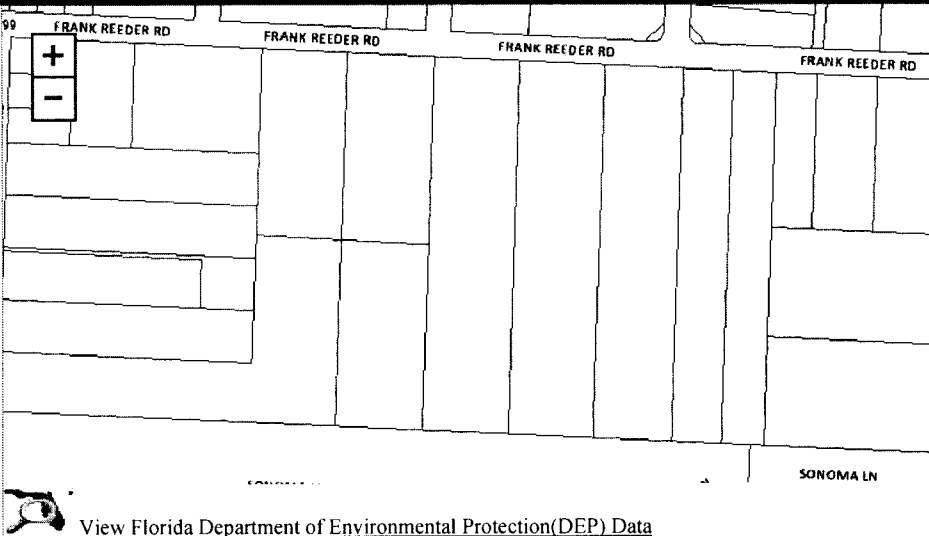 99
FRANK REEDER RD
FRANK REEDER RD
FRANK REEDER RD
FRANK REEDER RD
+
−
SONOMA LN
View Florida Department of Environmental Protection(DEP) Data